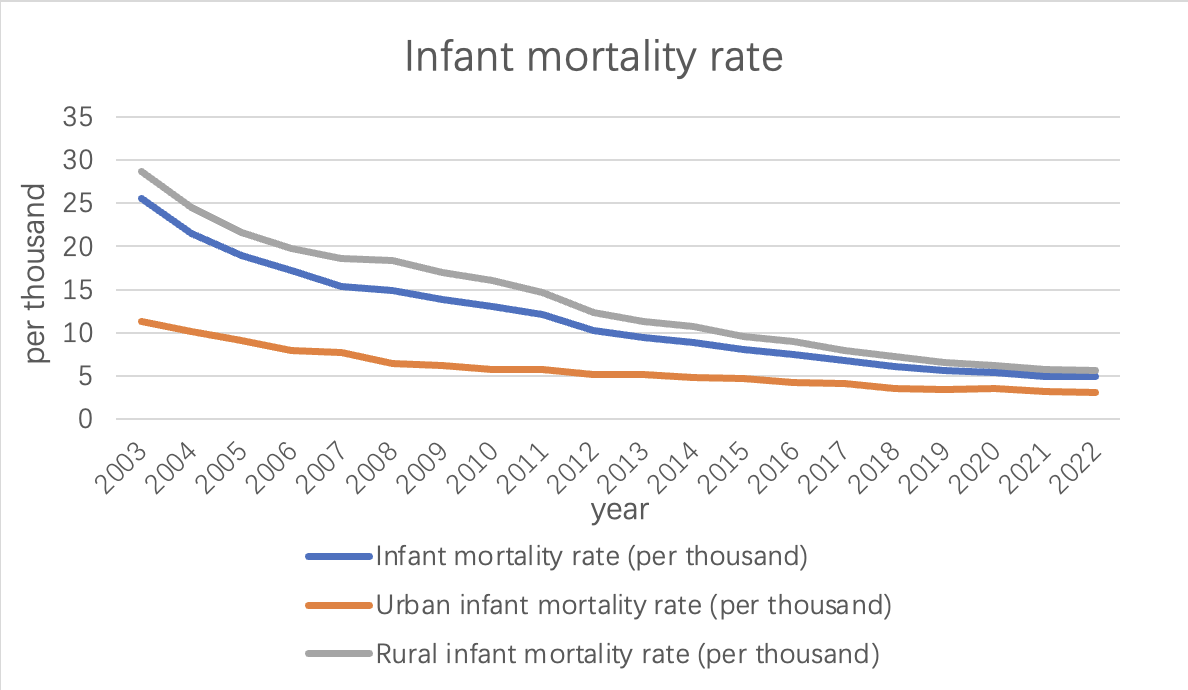 Infant mortality rate
35
30
25
20
15
10
5
0
per thousand
2003 2004 2005 2006 2007 2008 2009 2010 2011 2012 2013 2014 2015 2016 2017 2018 2019 2020 2021 2022
year
Infant mortality rate (per thousand)
Urban infant mortality rate (per thousand)
Rural infant mortality rate (per thousand)